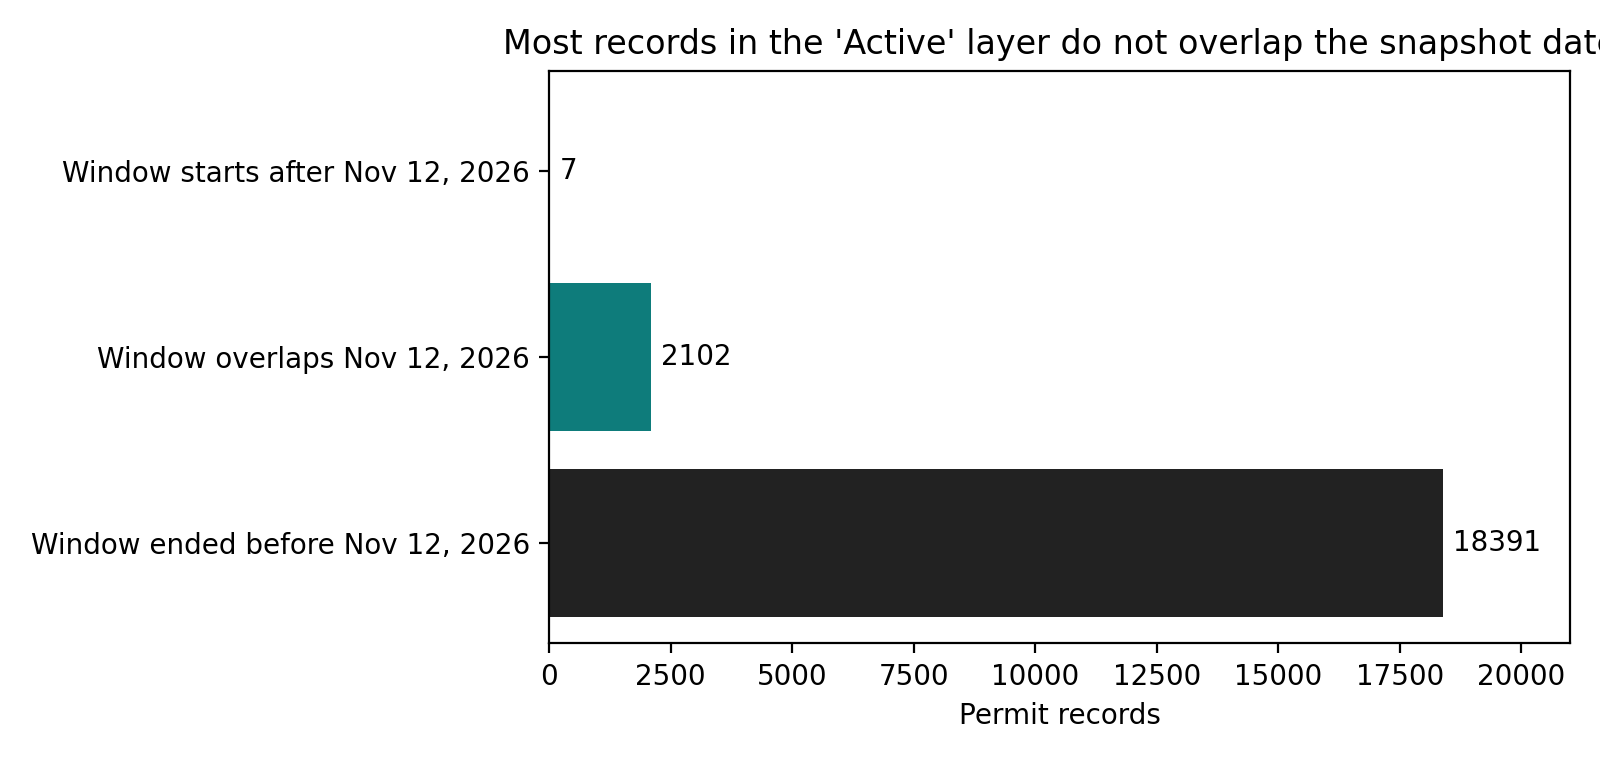 Most records in the 'Active' layer do not overlap the snapshot
Window starts after Nov 12, 2026
7
Window overlaps Nov 12, 2026
2102
Window ended before Nov 12, 2026
18391
0 2500 5000 7500 10000 12500 15000 17500 20000
Permit records